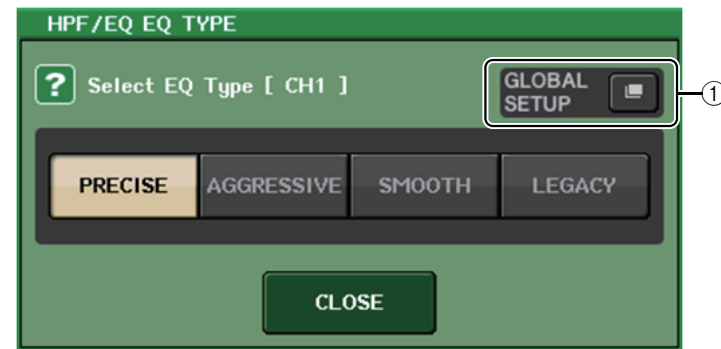 HPF/EQ EQ TYPE
? Select EQ Type [ CH1 ]
GLOBAL
SETUP
①
PRECISE AGGRESSIVE SMOOTH LEGACY
CLOSE